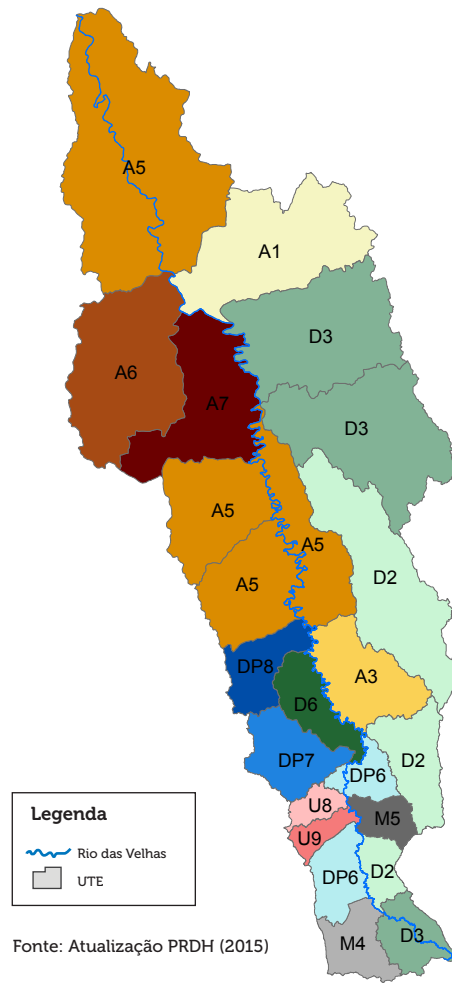 A5
A1
D3
A6
A7
D3
A5
A5
D2
A5
DP8
A3
D6
D2
DP7
DP6
U8
M5
U9
D2
DP6
D3
M4
Legenda
Rio das Velhas
UTE
Fonte: Atualização PRDH (2015)